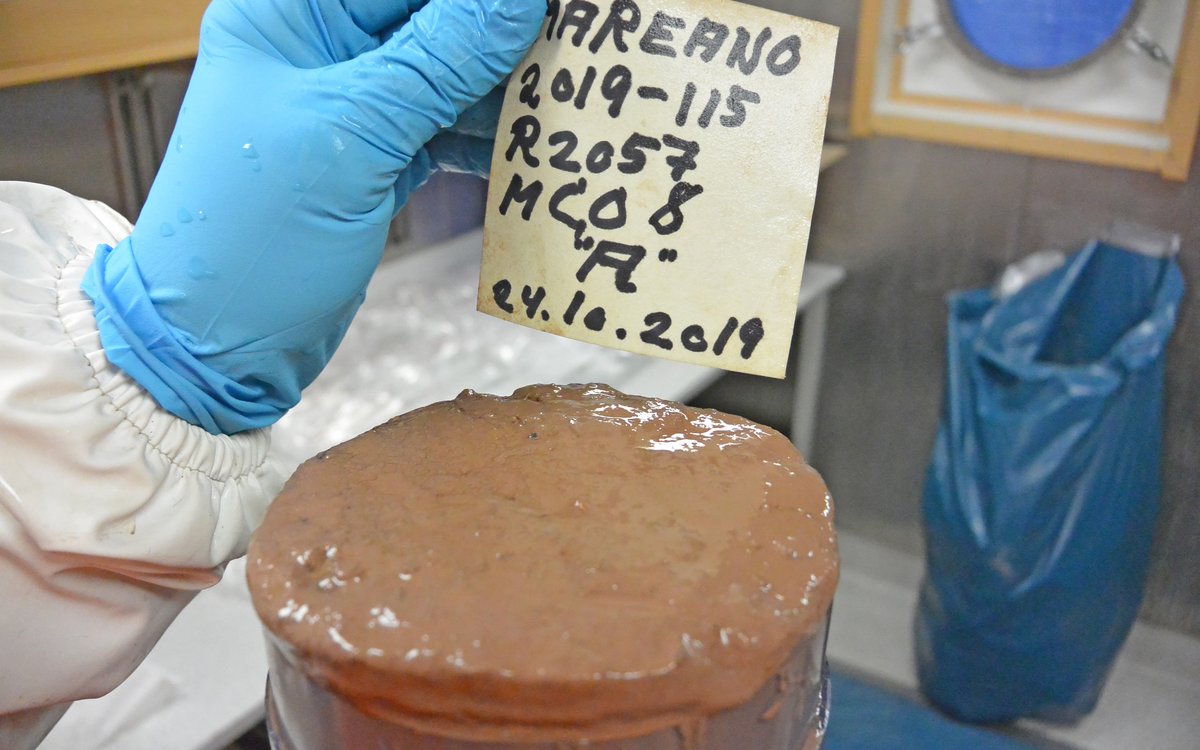 MAREANO
2019-115
R2057
MC08
"A"
24.10.2019